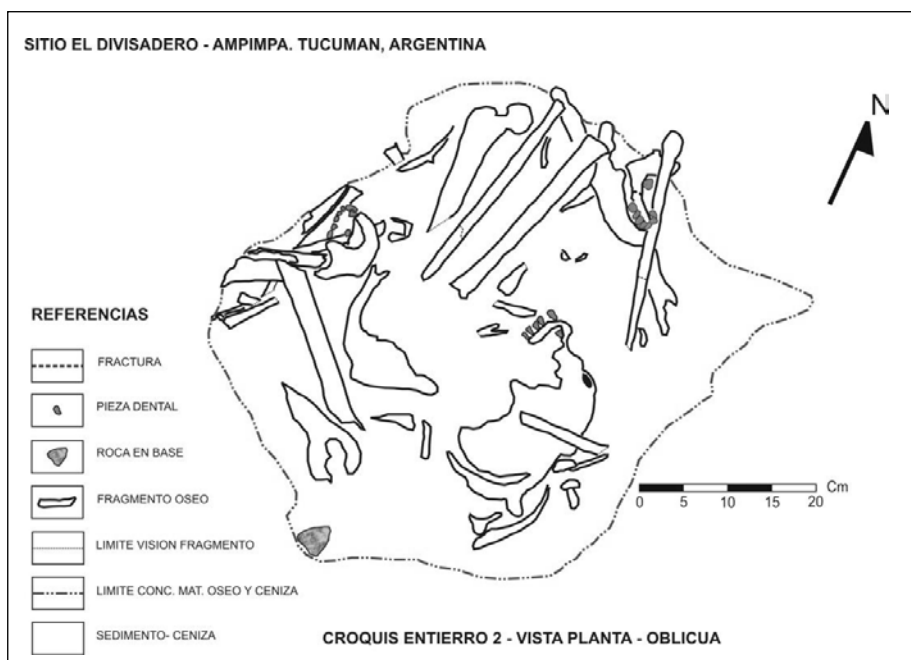 SITIO EL DIVISADERO - AMPIMPA. TUCUMAN, ARGENTINA
N
REFERENCIAS
FRACTURA
PIEZA DENTAL
ROCA EN BASE
FRAGMENTO OSEO
LIMITE VISION FRAGMENTO
LIMITE CONC. MAT. OSEO Y CENIZA
SEDIMENTO- CENIZA
Cm
0 5 10 15 20
CROQUIS ENTIERRO 2 - VISTA PLANTA - OBLICUA